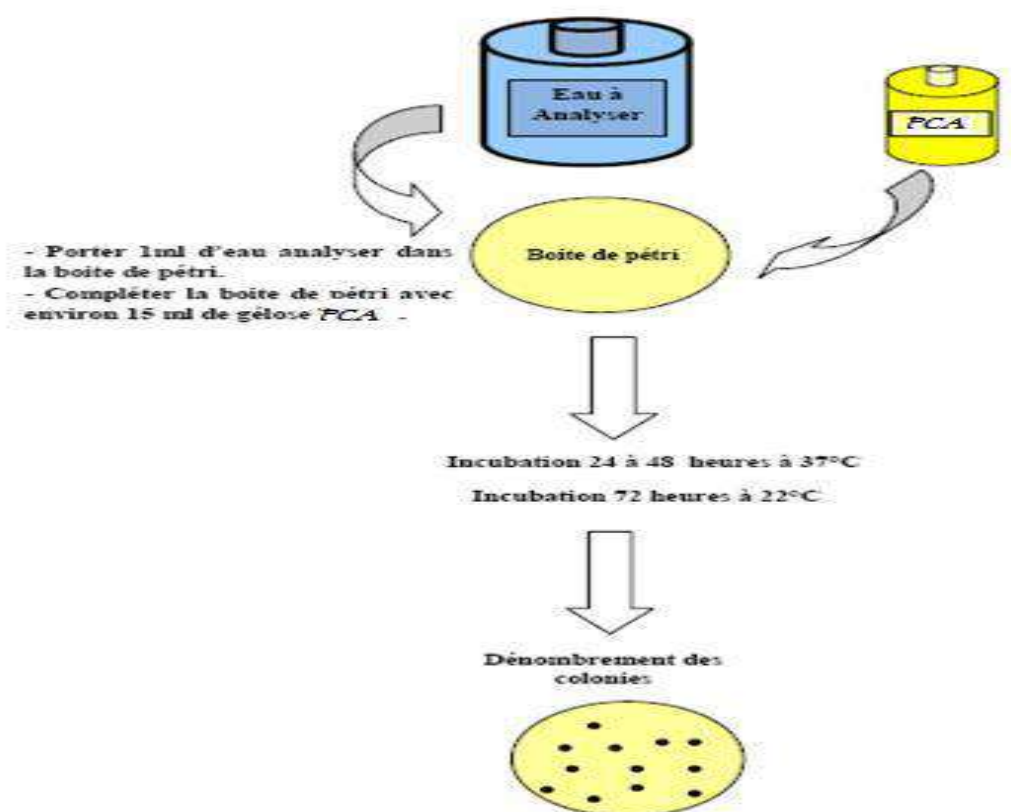 Eau à
Analyser
PCA
Boite de pétri
- Porter 1ml d'eau analyser dans
la boite de pétri.
- Compléter la boite de pétri avec
environ 15 ml de gélose PCA .
Incubation 24 à 48 heures à 37°C
Incubation 72 heures à 22°C
Dénombrement des
colonies